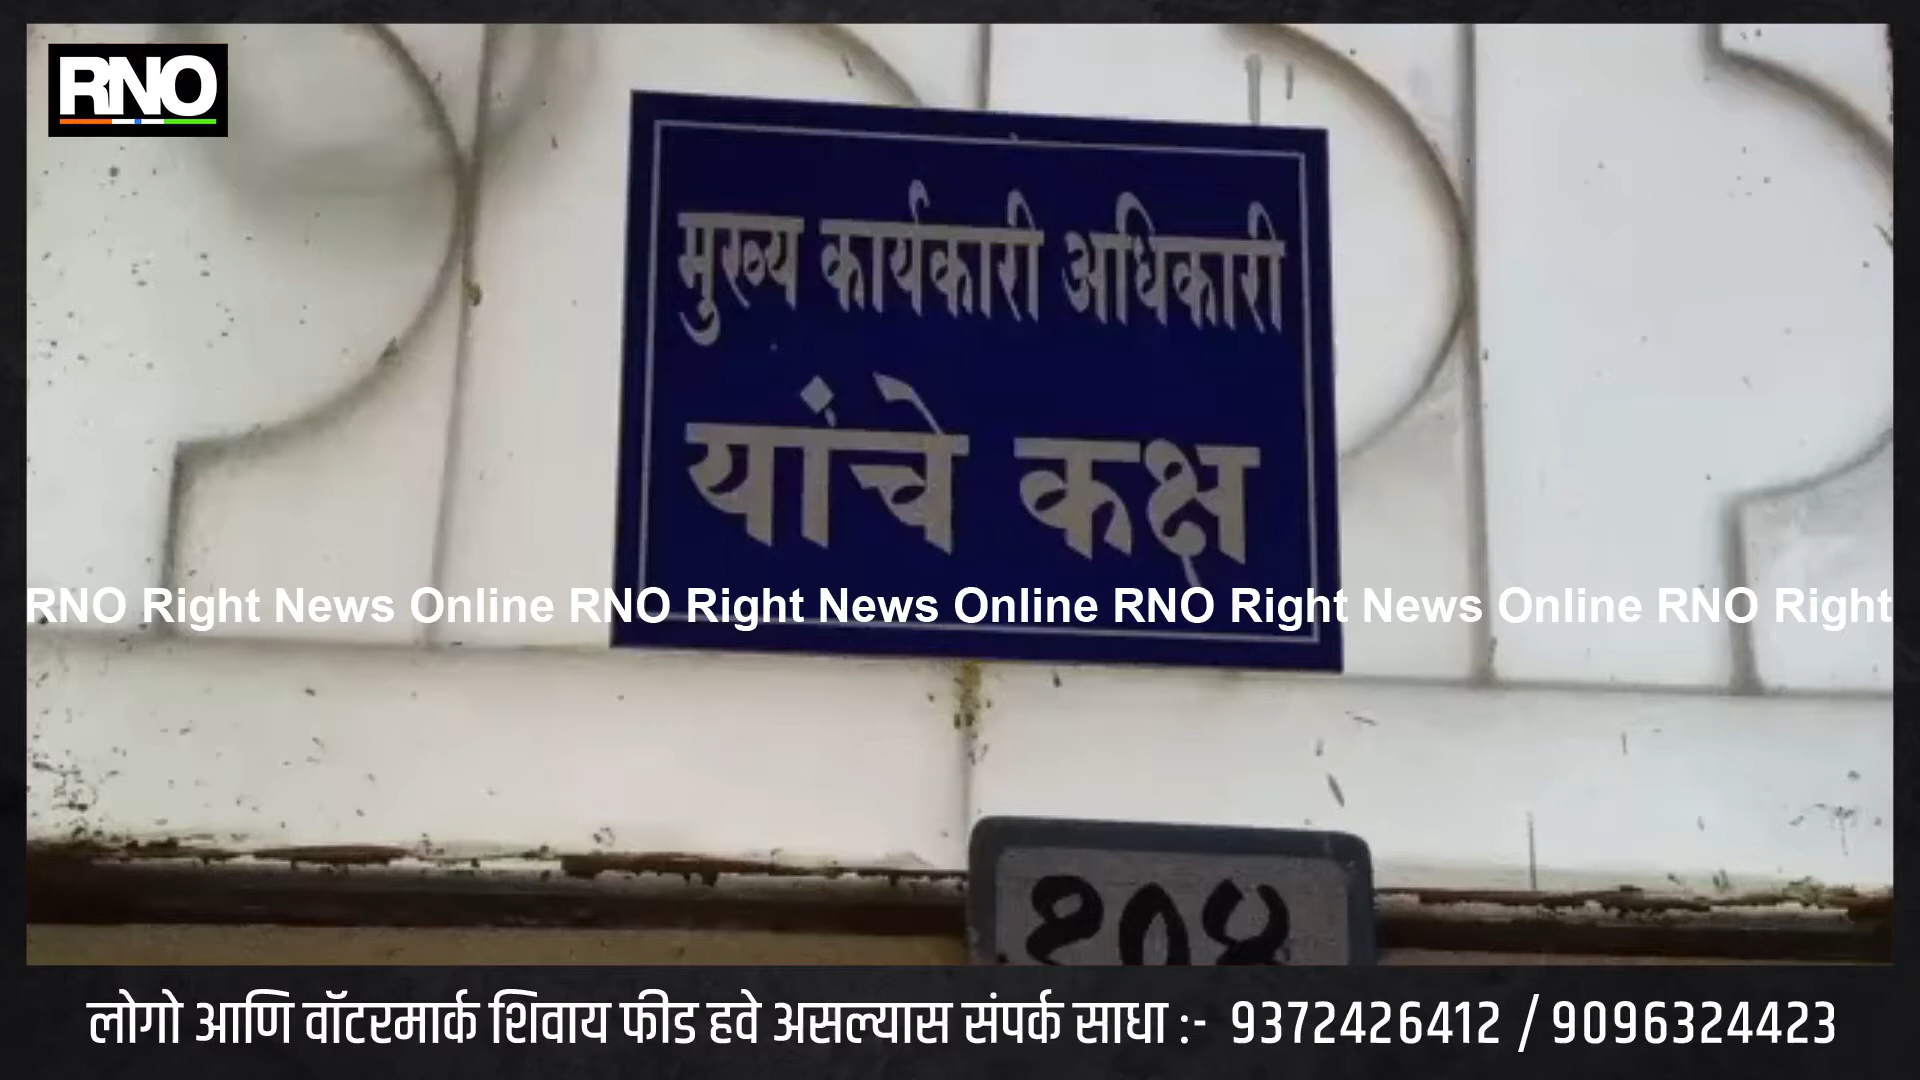 RNO
मुख्य कार्यकारी अधिकारी
यांचे कक्ष
RNO Right News Online RNO Right News Online RNO Right News Online RNO Right
१०४
लोगो आणि वॉटरमार्क शिवाय फीड हवे असल्यास संपर्क साधा :- 9372426412 / 9096324423